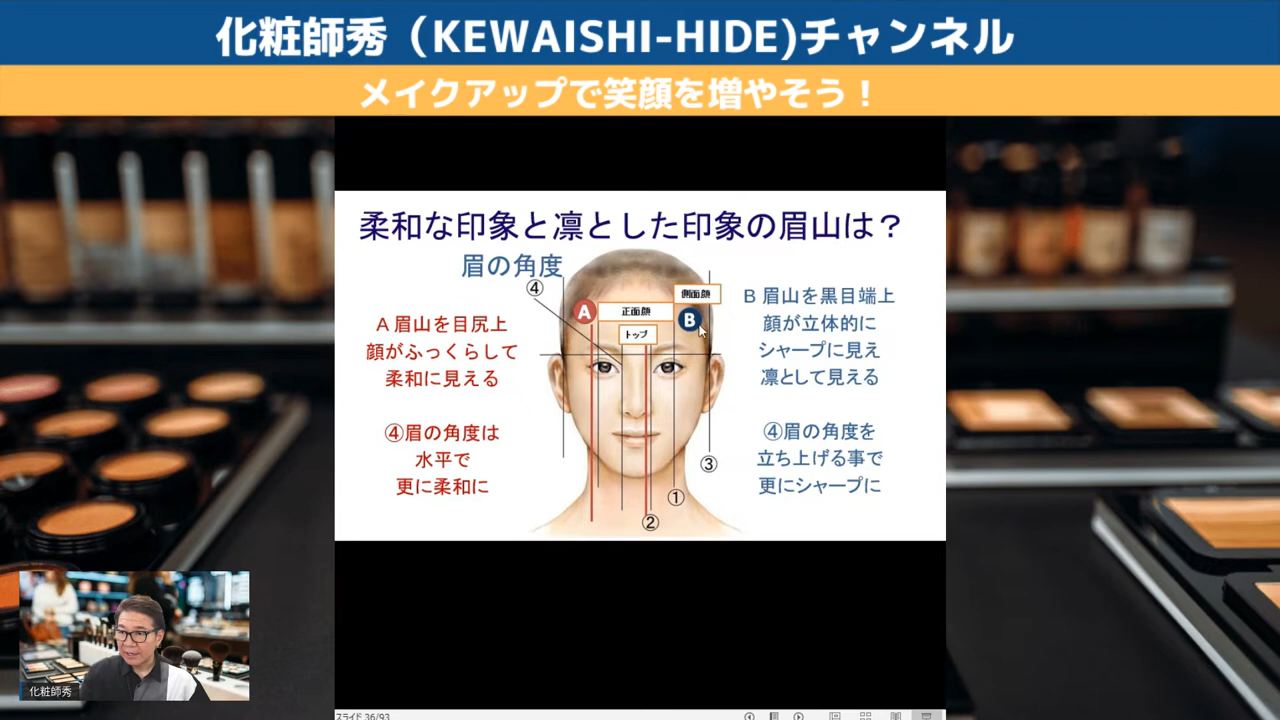 化粧師秀（KEWAISHI-HIDE)チャンネル
メイクアップで笑顔を増やそう！
柔和な印象と凛とした印象の眉山は？
眉の角度
④
A
正面顔
側面顔
B
トップ
A 眉山を目尻上
顔がふっくらして
柔和に見える
④眉の角度は
水平で
更に柔和に
B 眉山を黒目端上
顔が立体的に
シャープに見え
凛として見える
④眉の角度を
立ち上げる事で
更にシャープに
③
①
②
化粧師秀
スライド 36/93